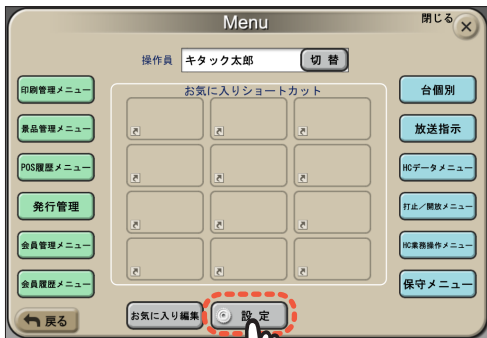 Menu
閉じる
操作員
キタック太郎
切替
お気に入りショートカット
印刷管理メニュー
景品管理メニュー
POS履歴メニュー
発行管理
会員管理メニュー
会員履歴メニュー
台個別
放送指示
HCデータメニュー
打止/開放メニュー
HC業務操作メニュー
保守メニュー
戻る
お気に入り編集
設定